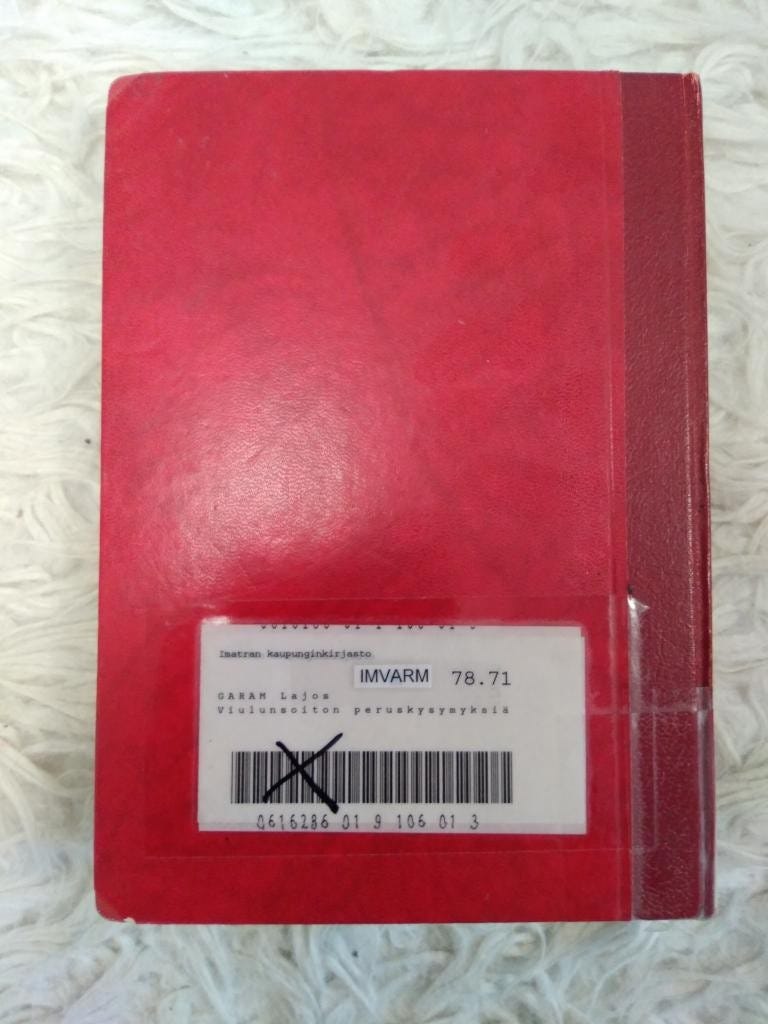 Imatran kaupunginkirjasto
IMVARM 78.71
GARAM Lajos
Viulunsoiton peruskysymyksiä
0616286 01 9 106 01 3